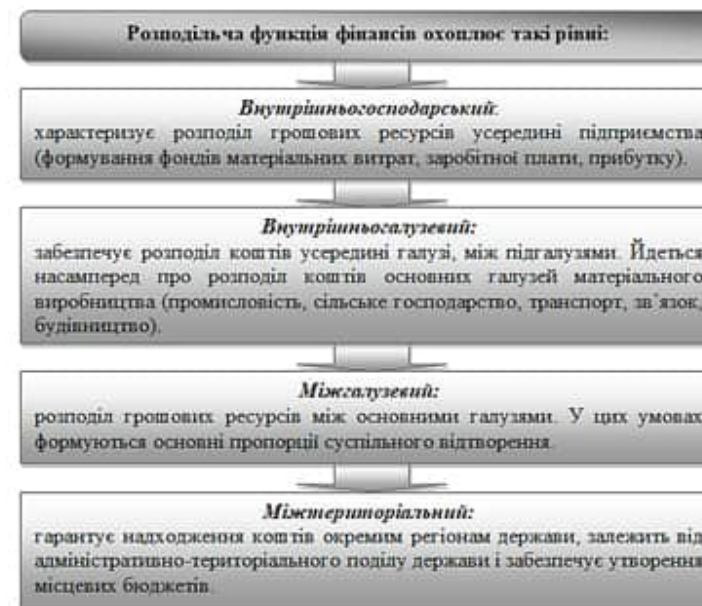 Розподільча функція фінансів охоплює такі рівні:
Внутрішньогосподарський:
характеризує розподіл грошових ресурсів усередині підприємства
(формування фондів матеріальних витрат, заробітної плати, прибутку).
Внутрішньогалузевий:
забезпечує розподіл коштів усередині галузі, між підгалузями. Йдеться
насамперед про розподіл коштів основних галузей матеріального
виробництва (промисловість, сільське господарство, транспорт, зв'язок,
будівництво).
Міжгалузевий:
розподіл грошових ресурсів між основними галузями. У цих умовах
формуються основні пропорції суспільного відтворення.
Міжтериторіальний:
гарантує надходження коштів окремим регіонам держави, залежить від
адміністративно-територіального поділу держави і забезпечує утворення
місцевих бюджетів.